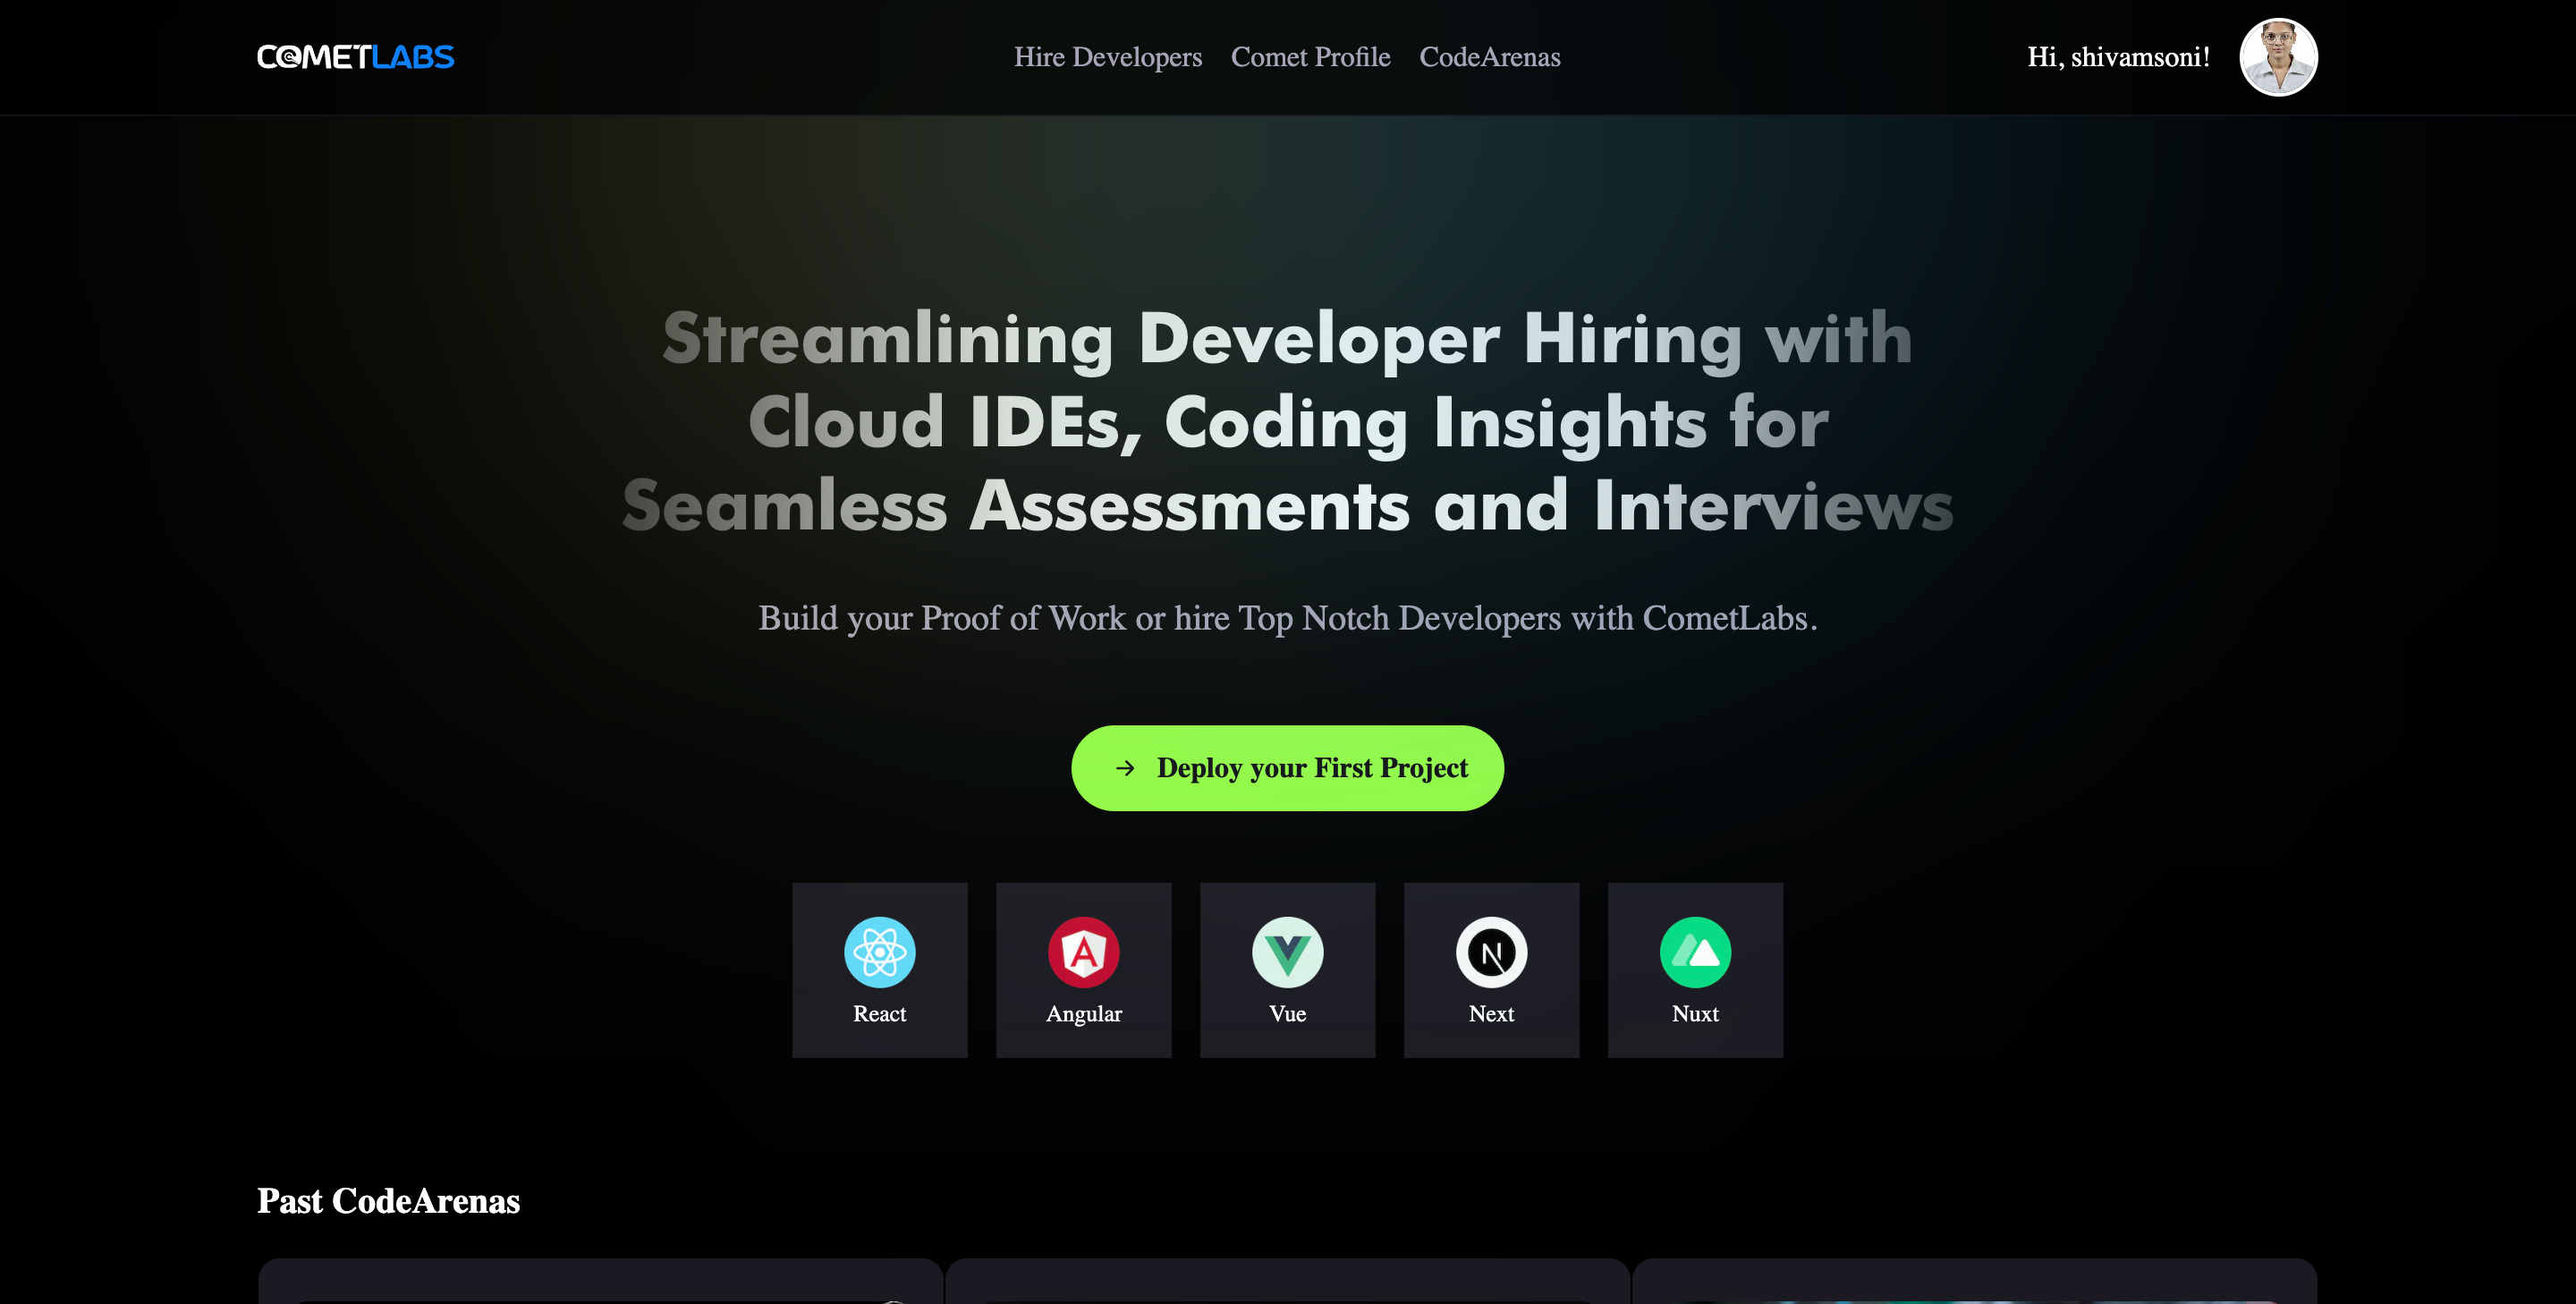 COMETLABS
Hire Developers Comet Profile CodeArenas
Hi, shivamsoni!
Streamlining Developer Hiring with
Cloud IDEs, Coding Insights for
Seamless Assessments and Interviews
Build your Proof of Work or hire Top Notch Developers with CometLabs.
→ Deploy your First Project
React Angular Vue Next Nuxt
Past CodeArenas